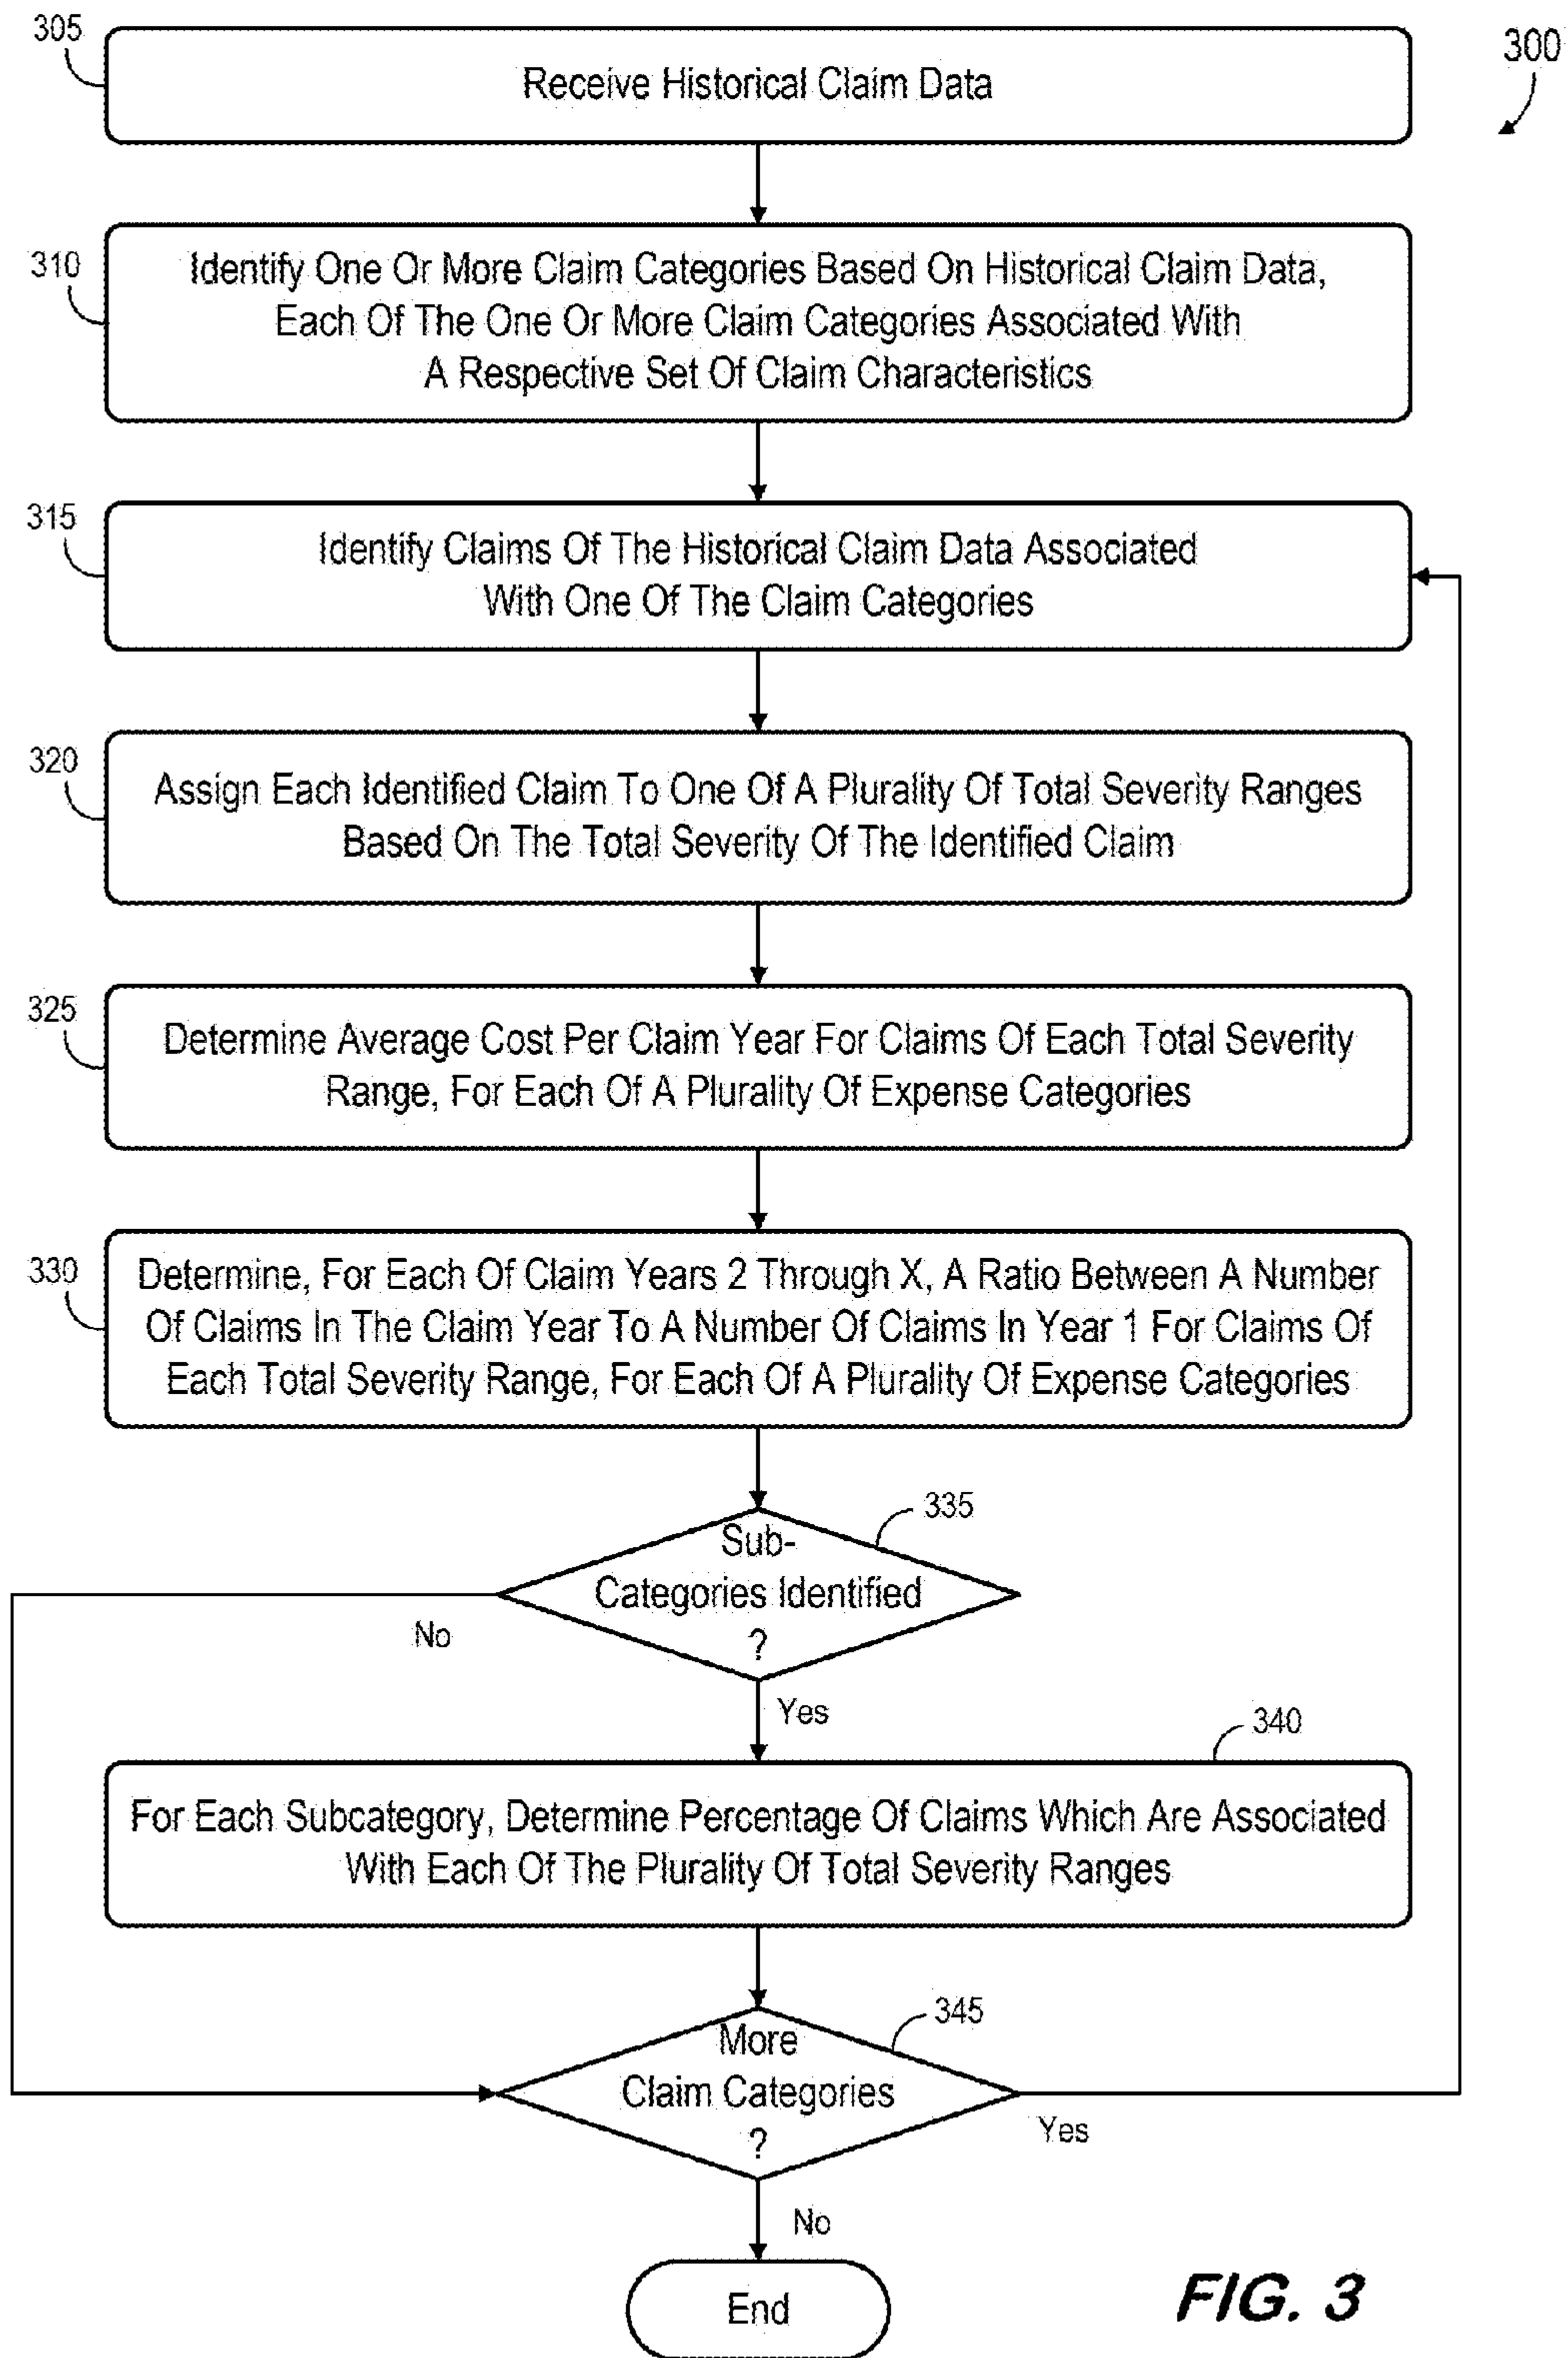 305
300
Receive Historical Claim Data
310
Identify One Or More Claim Categories Based On Historical Claim Data,
Each Of The One Or More Claim Categories Associated With
A Respective Set Of Claim Characteristics
315
Identify Claims Of The Historical Claim Data Associated
With One Of The Claim Categories
320
Assign Each Identified Claim To One Of A Plurality Of Total Severity Ranges
Based On The Total Severity Of The Identified Claim
325
Determine Average Cost Per Claim Year For Claims Of Each Total Severity
Range, For Each Of A Plurality Of Expense Categories
330
Determine, For Each Of Claim Years 2 Through X, A Ratio Between A Number
Of Claims In The Claim Year To A Number Of Claims In Year 1 For Claims Of
Each Total Severity Range, For Each Of A Plurality Of Expense Categories
335
Sub-
Categories Identified
?
No
Yes
340
For Each Subcategory, Determine Percentage Of Claims Which Are Associated
With Each Of The Plurality Of Total Severity Ranges
345
More
Claim Categories
?
Yes
No
End
FIG. 3